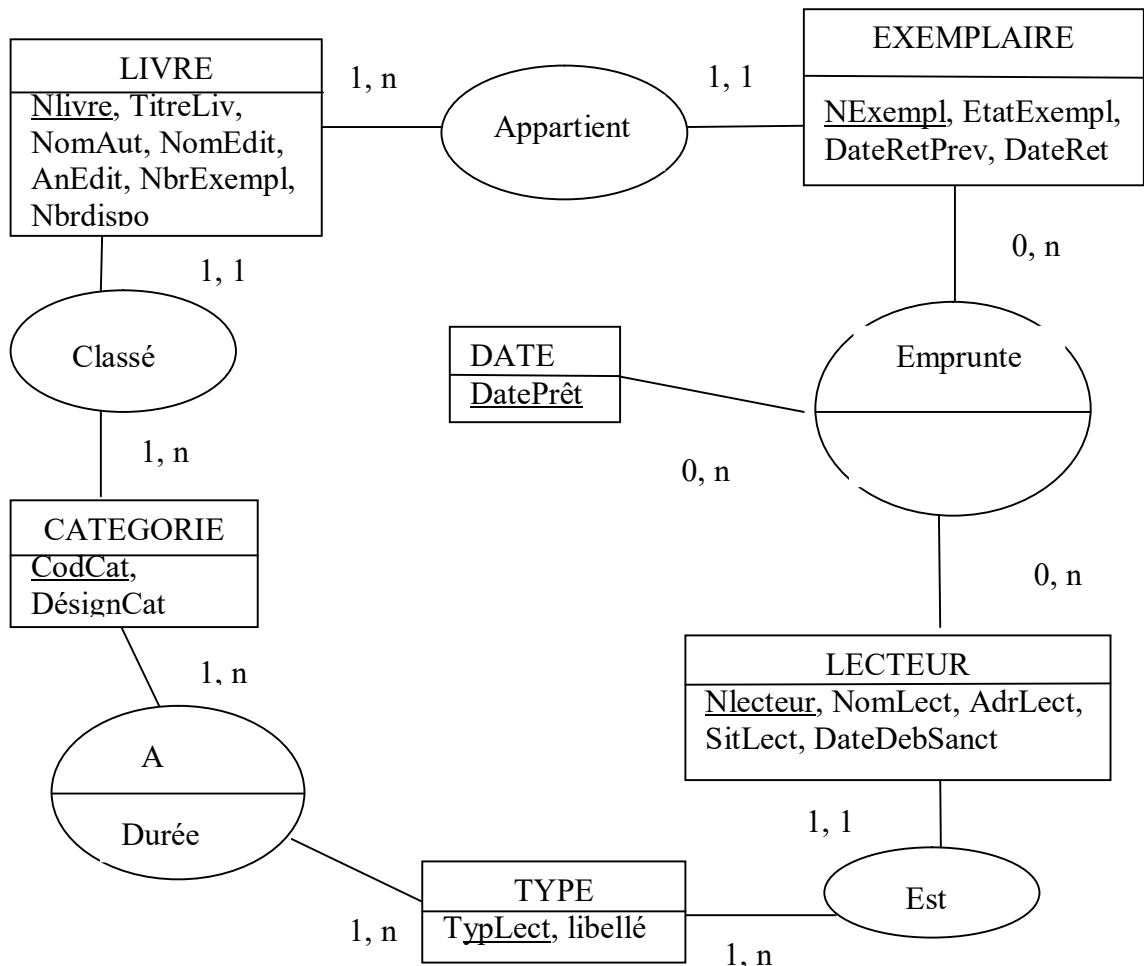 EXEMPLAIRE
LIVRE
1, n
1, 1
Nlivre, TitreLiv,
NomAut, NomEdit,
AnEdit, NbrExempl,
Nbrdispo
Appartient
NExempl, EtatExempl,
DateRetPrev, DateRet
1, 1
0, n
Classé
DATE
DatePrêt
Emprunte
1, n
0, n
CATEGORIE
CodCat,
DésignCat
0, n
1, n
LECTEUR
Nlecteur, NomLect, AdrLect,
SitLect, DateDebSanct
A
Durée
1, 1
TYPE
TypLect, libellé
Est
1, n
1, n